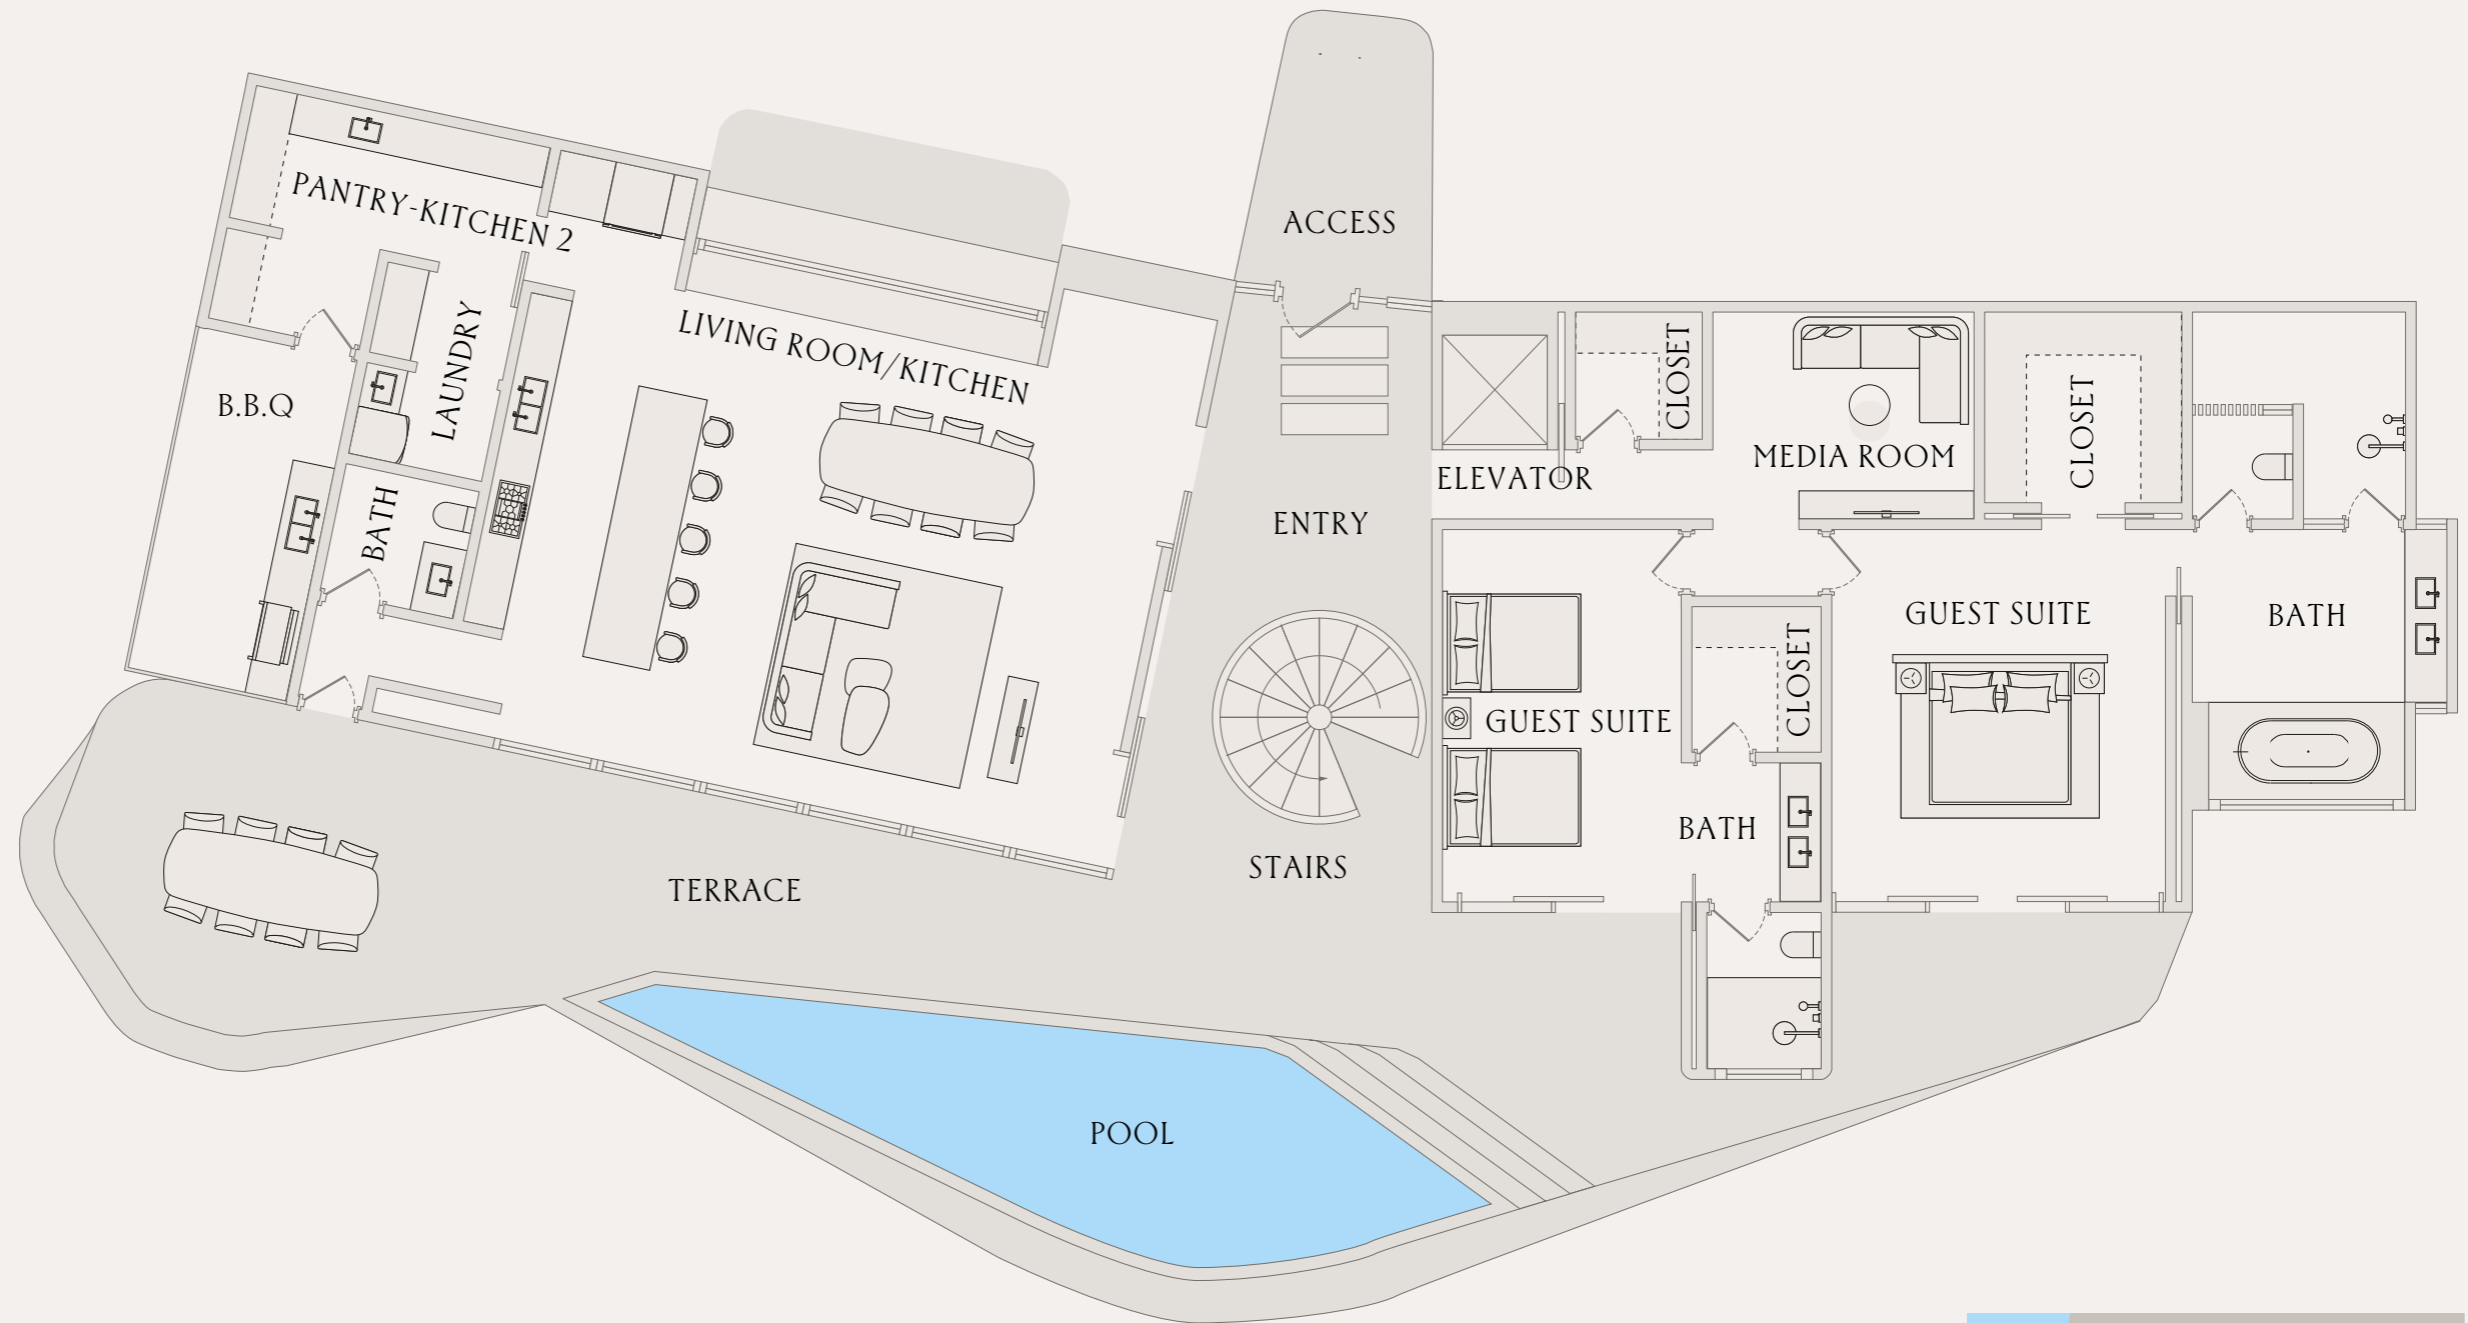 PANTRY-KITCHEN 2
ACCESS
LIVING ROOM/KITCHEN
LAUNDRY
CLOSET
B.B.Q
CLOSET
MEDIA ROOM
ELEVATOR
BATH
ENTRY
GUEST SUITE
BATH
CLOSET
GUEST SUITE
BATH
STAIRS
TERRACE
POOL